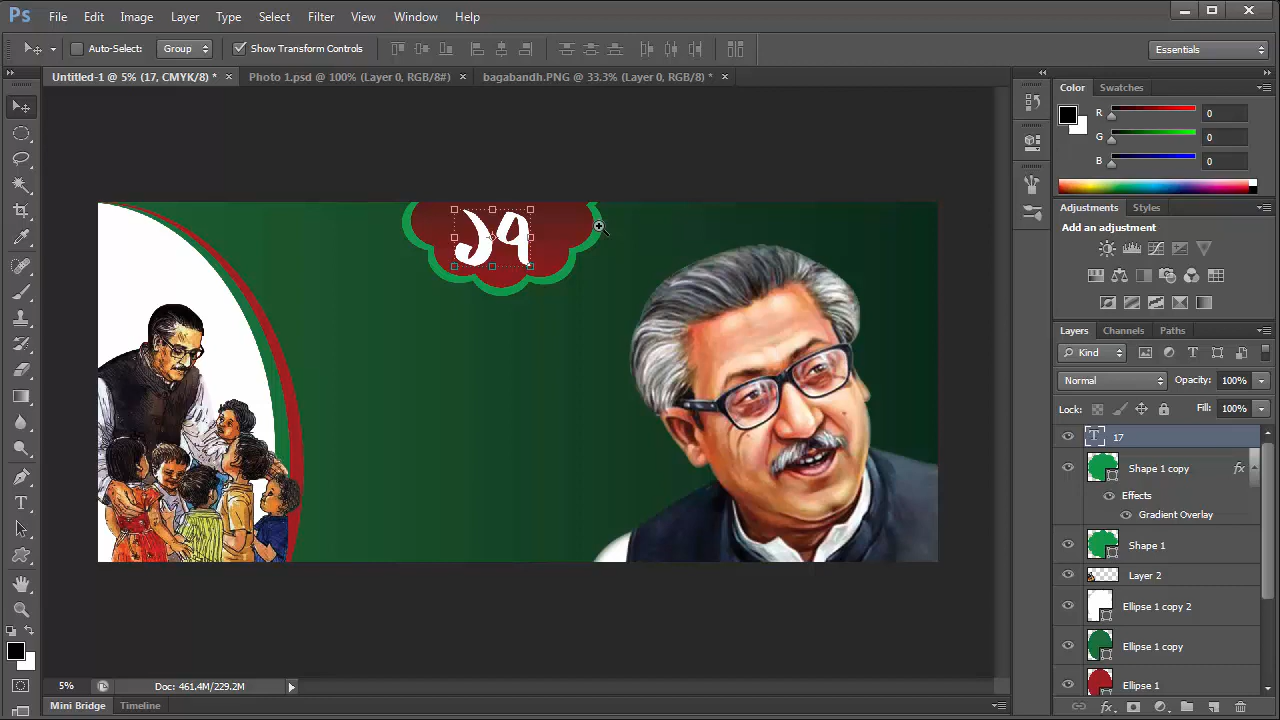 Ps File Edit Image Layer Type Select Filter View Window Help
Auto-Select: Group Show Transform Controls Essentials
Untitled-1 @ 5% (17, CMYK/8) * × Photo 1.psd @ 100% (Layer 0, RGB/8#) × bagabandh.PNG @ 33.3% (Layer 0, RGB/8) * ×
Color Swatches
R 0
G 0
B 0
Adjustments Styles
Add an adjustment
১৭
Layers Channels Paths
Kind
Normal Opacity: 100%
Lock: Fill: 100%
T 17
Shape 1 copy fx
Effects
Gradient Overlay
Shape 1
Layer 2
Ellipse 1 copy 2
Ellipse 1 copy
Ellipse 1
5% Doc: 461.4M/229.2M
Mini Bridge Timeline